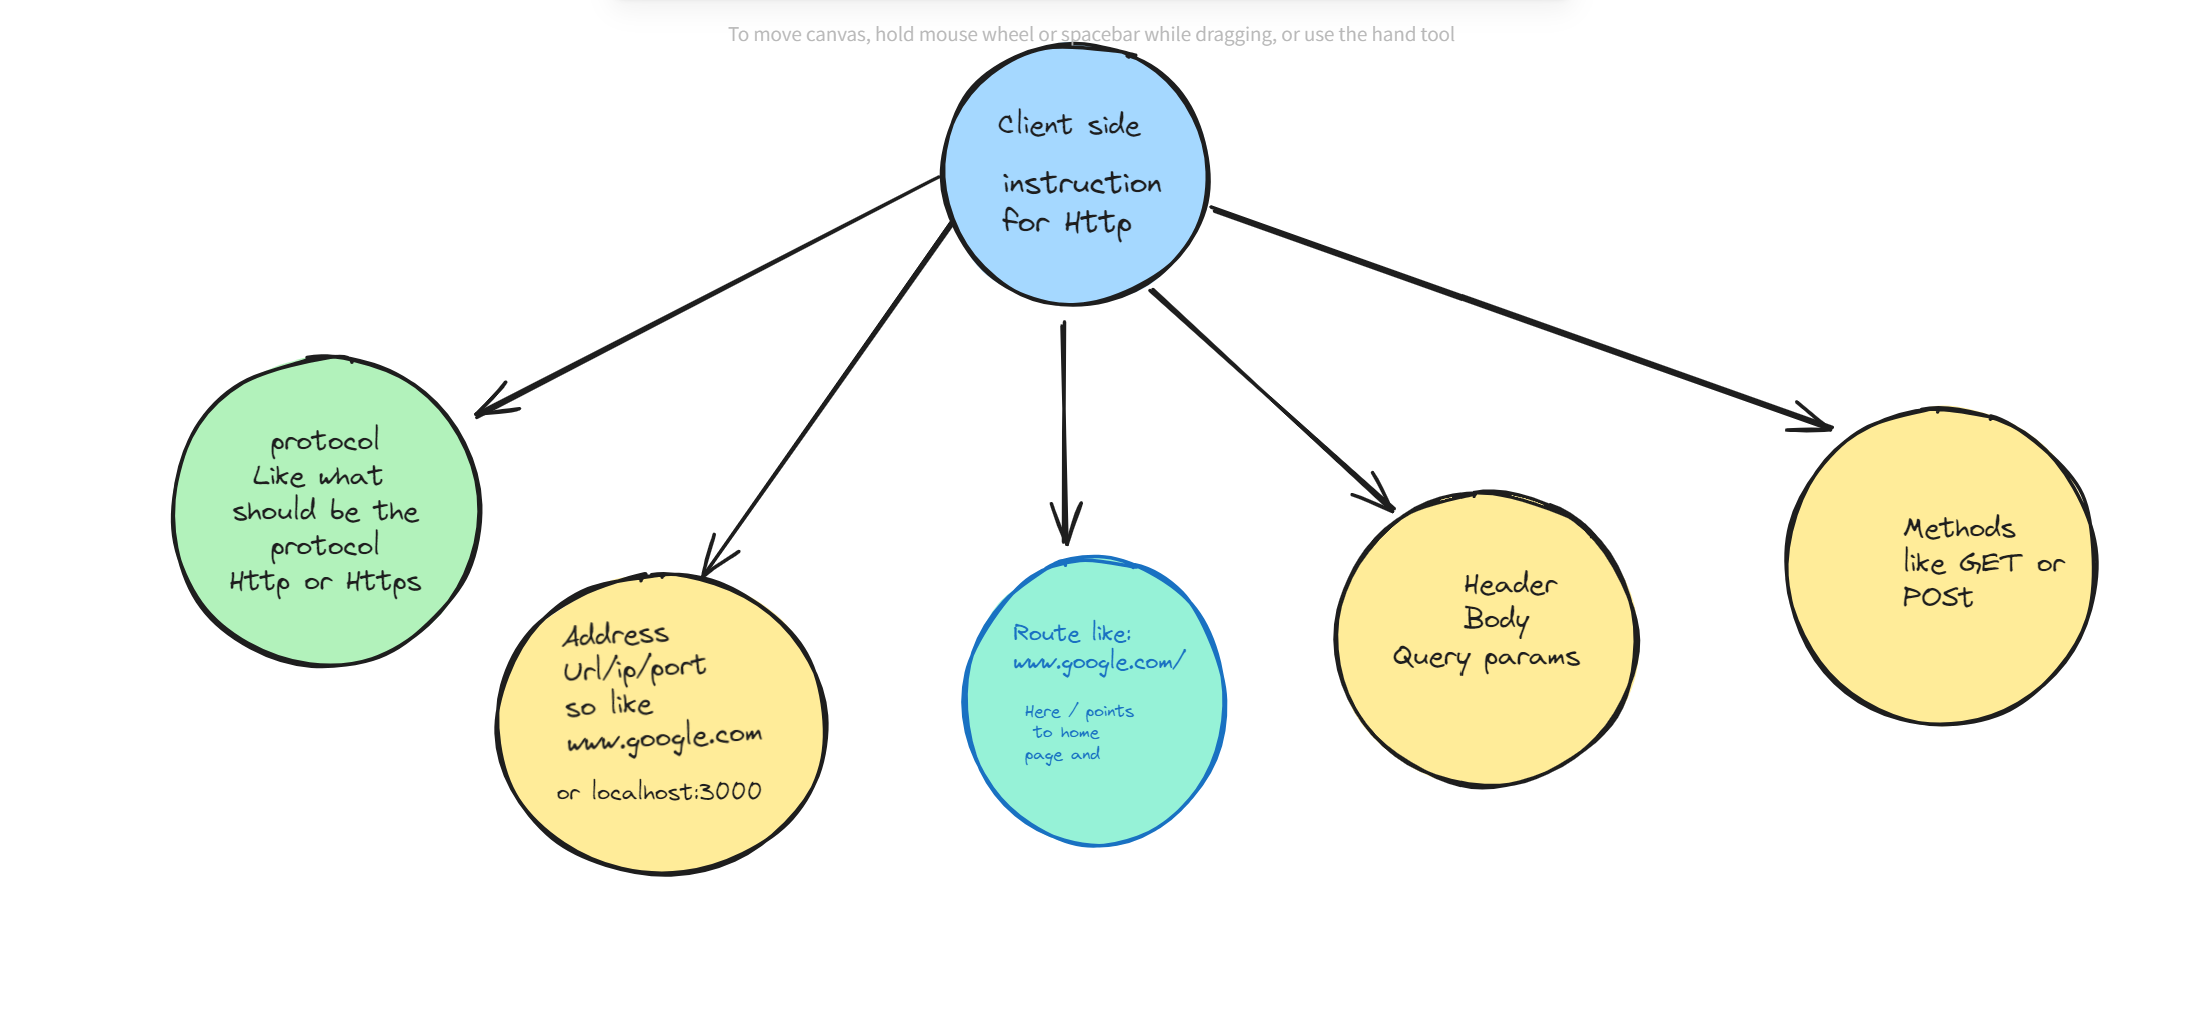 To move canvas, hold mouse wheel or spacebar while dragging, or use the hand tool
Client side
instruction
for Http
protocol
Like what
should be the
protocol
Http or Https
Address
Url/ip/port
so like
www.google.com
or localhost:3000
Route like:
www.google.com/
Here / points
to home
page and
Header
Body
Query params
Methods
like GET or
POSt